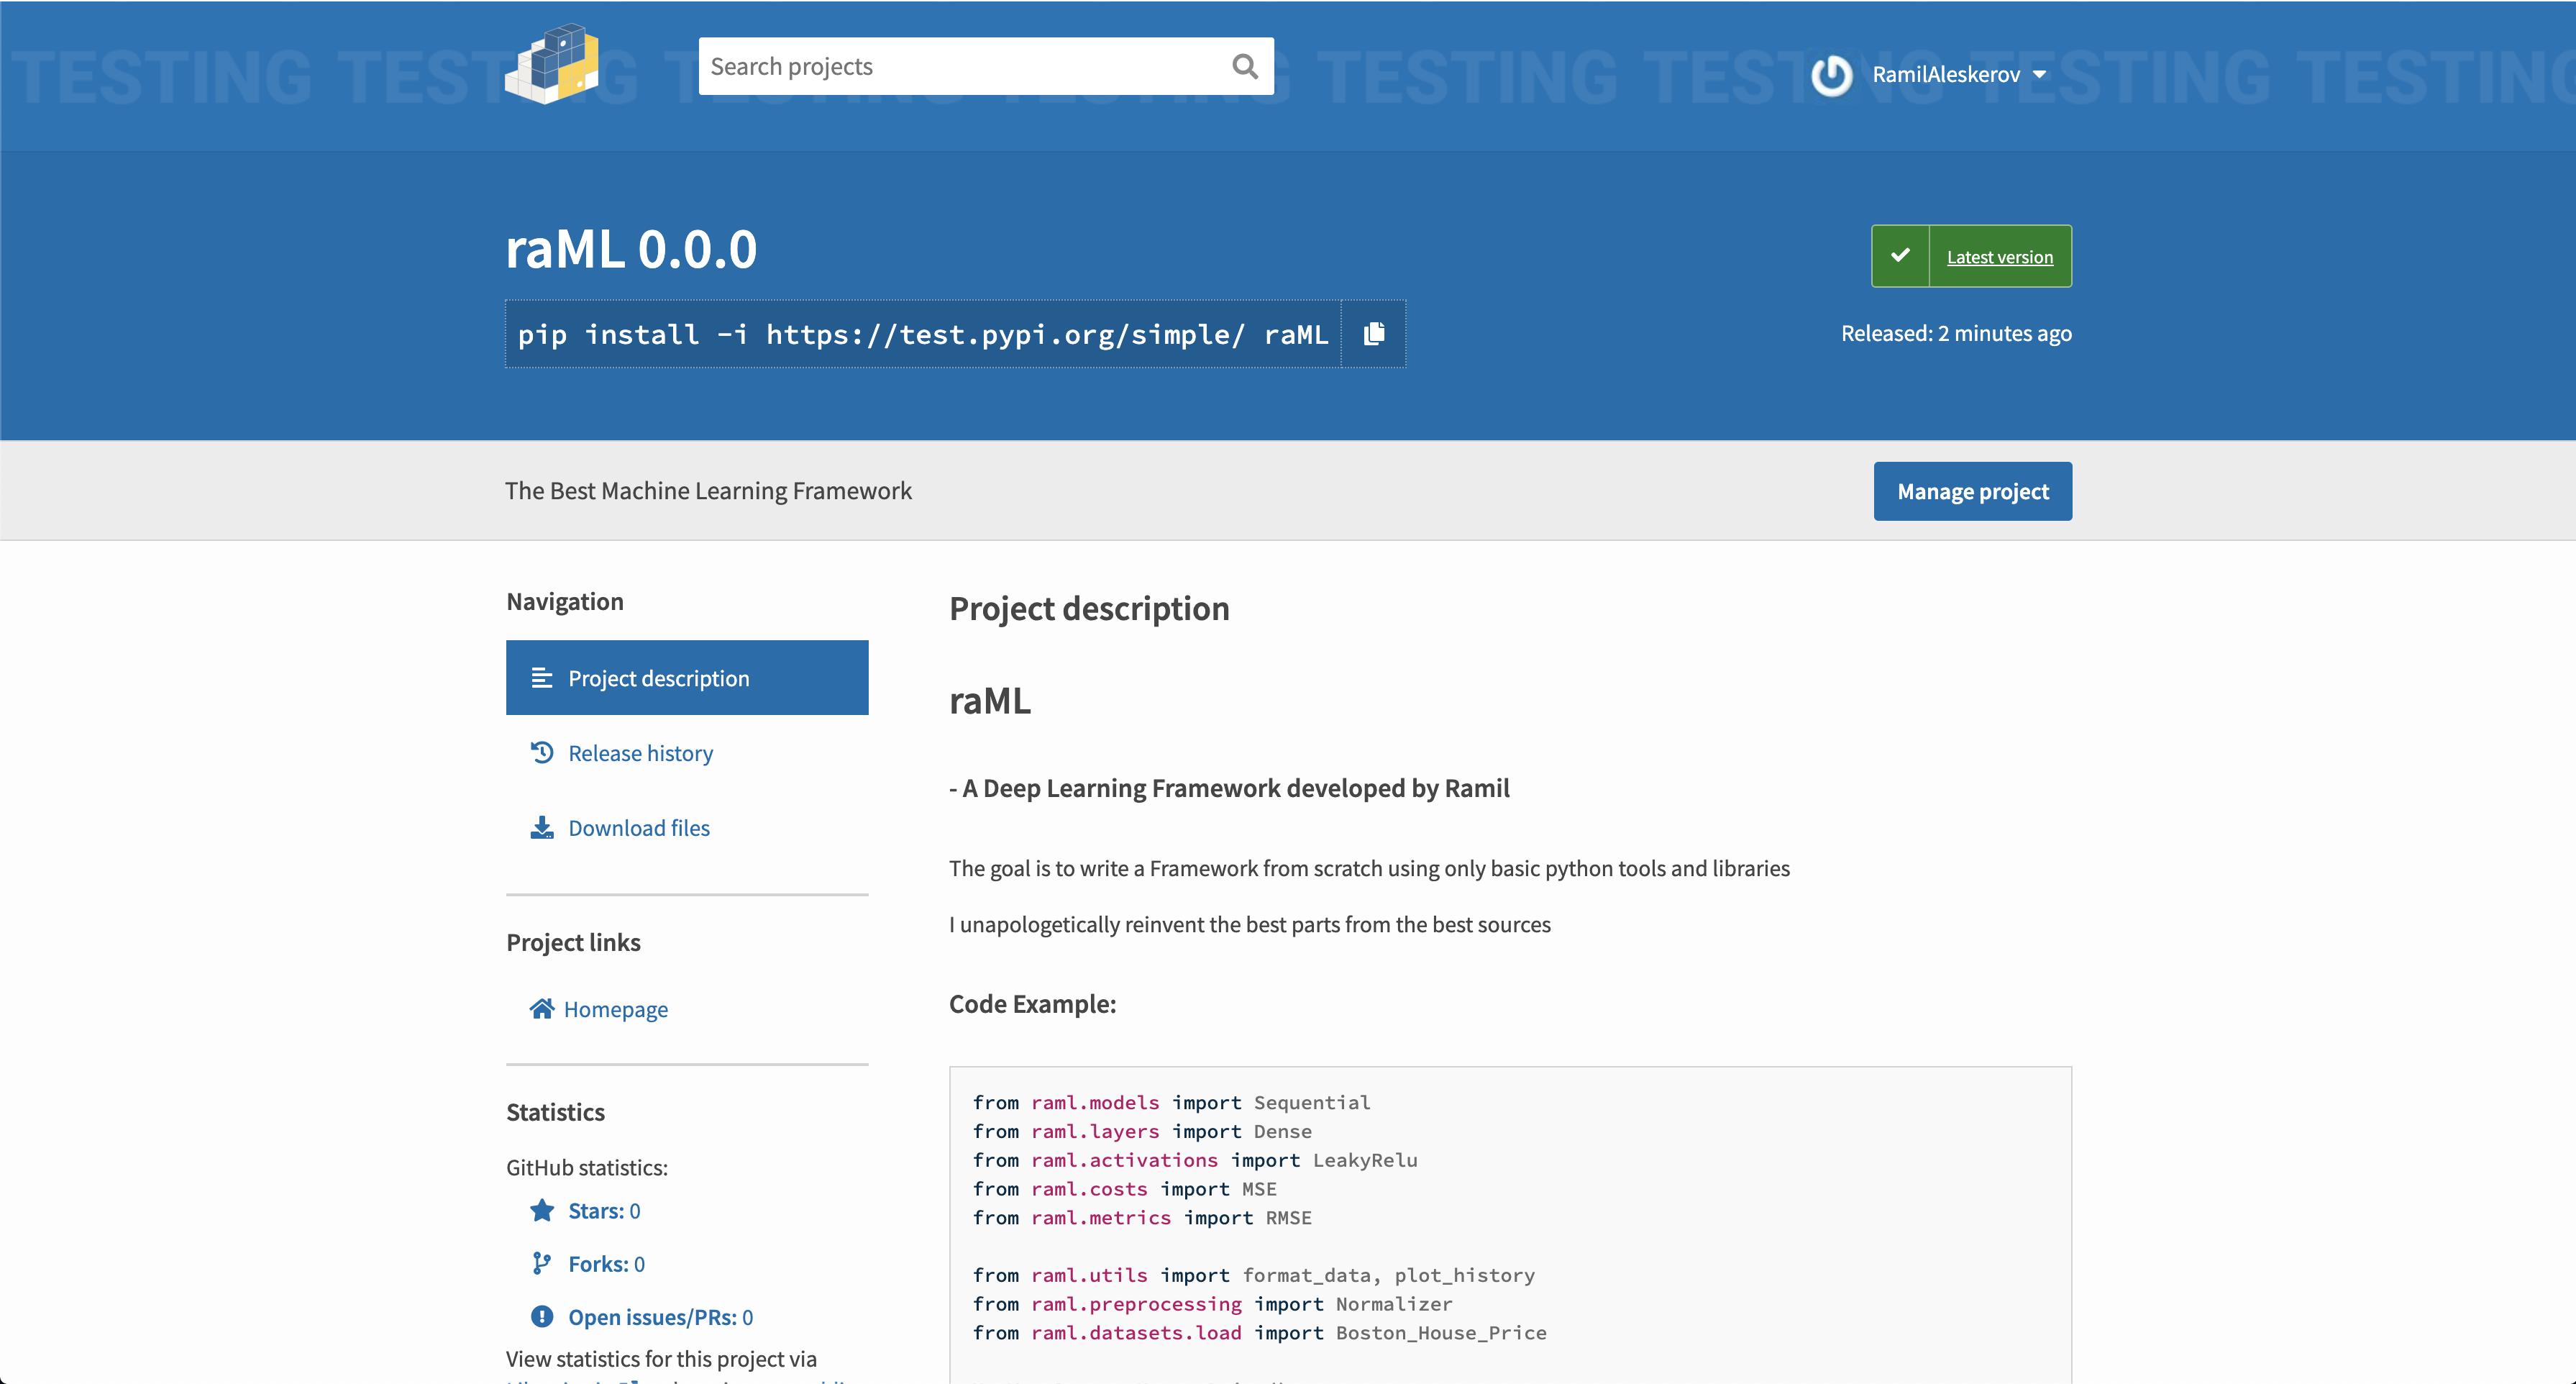 TESTING TESTING TESTING TESTING TESTING TESTING TESTING TESTING
Search projects
RamilAleskerov
raML 0.0.0
pip install -i https://test.pypi.org/simple/ raML
Latest version
Released: 2 minutes ago
The Best Machine Learning Framework
Manage project
Navigation
Project description
Release history
Download files
Project links
Homepage
Statistics
GitHub statistics:
Stars: 0
Forks: 0
Open issues/PRs: 0
View statistics for this project via
Project description
raML
- A Deep Learning Framework developed by Ramil
The goal is to write a Framework from scratch using only basic python tools and libraries
I unapologetically reinvent the best parts from the best sources
Code Example:
from raml.models import Sequential
from raml.layers import Dense
from raml.activations import LeakyRelu
from raml.costs import MSE
from raml.metrics import RMSE
from raml.utils import format_data, plot_history
from raml.preprocessing import Normalizer
from raml.datasets.load import Boston_House_Price